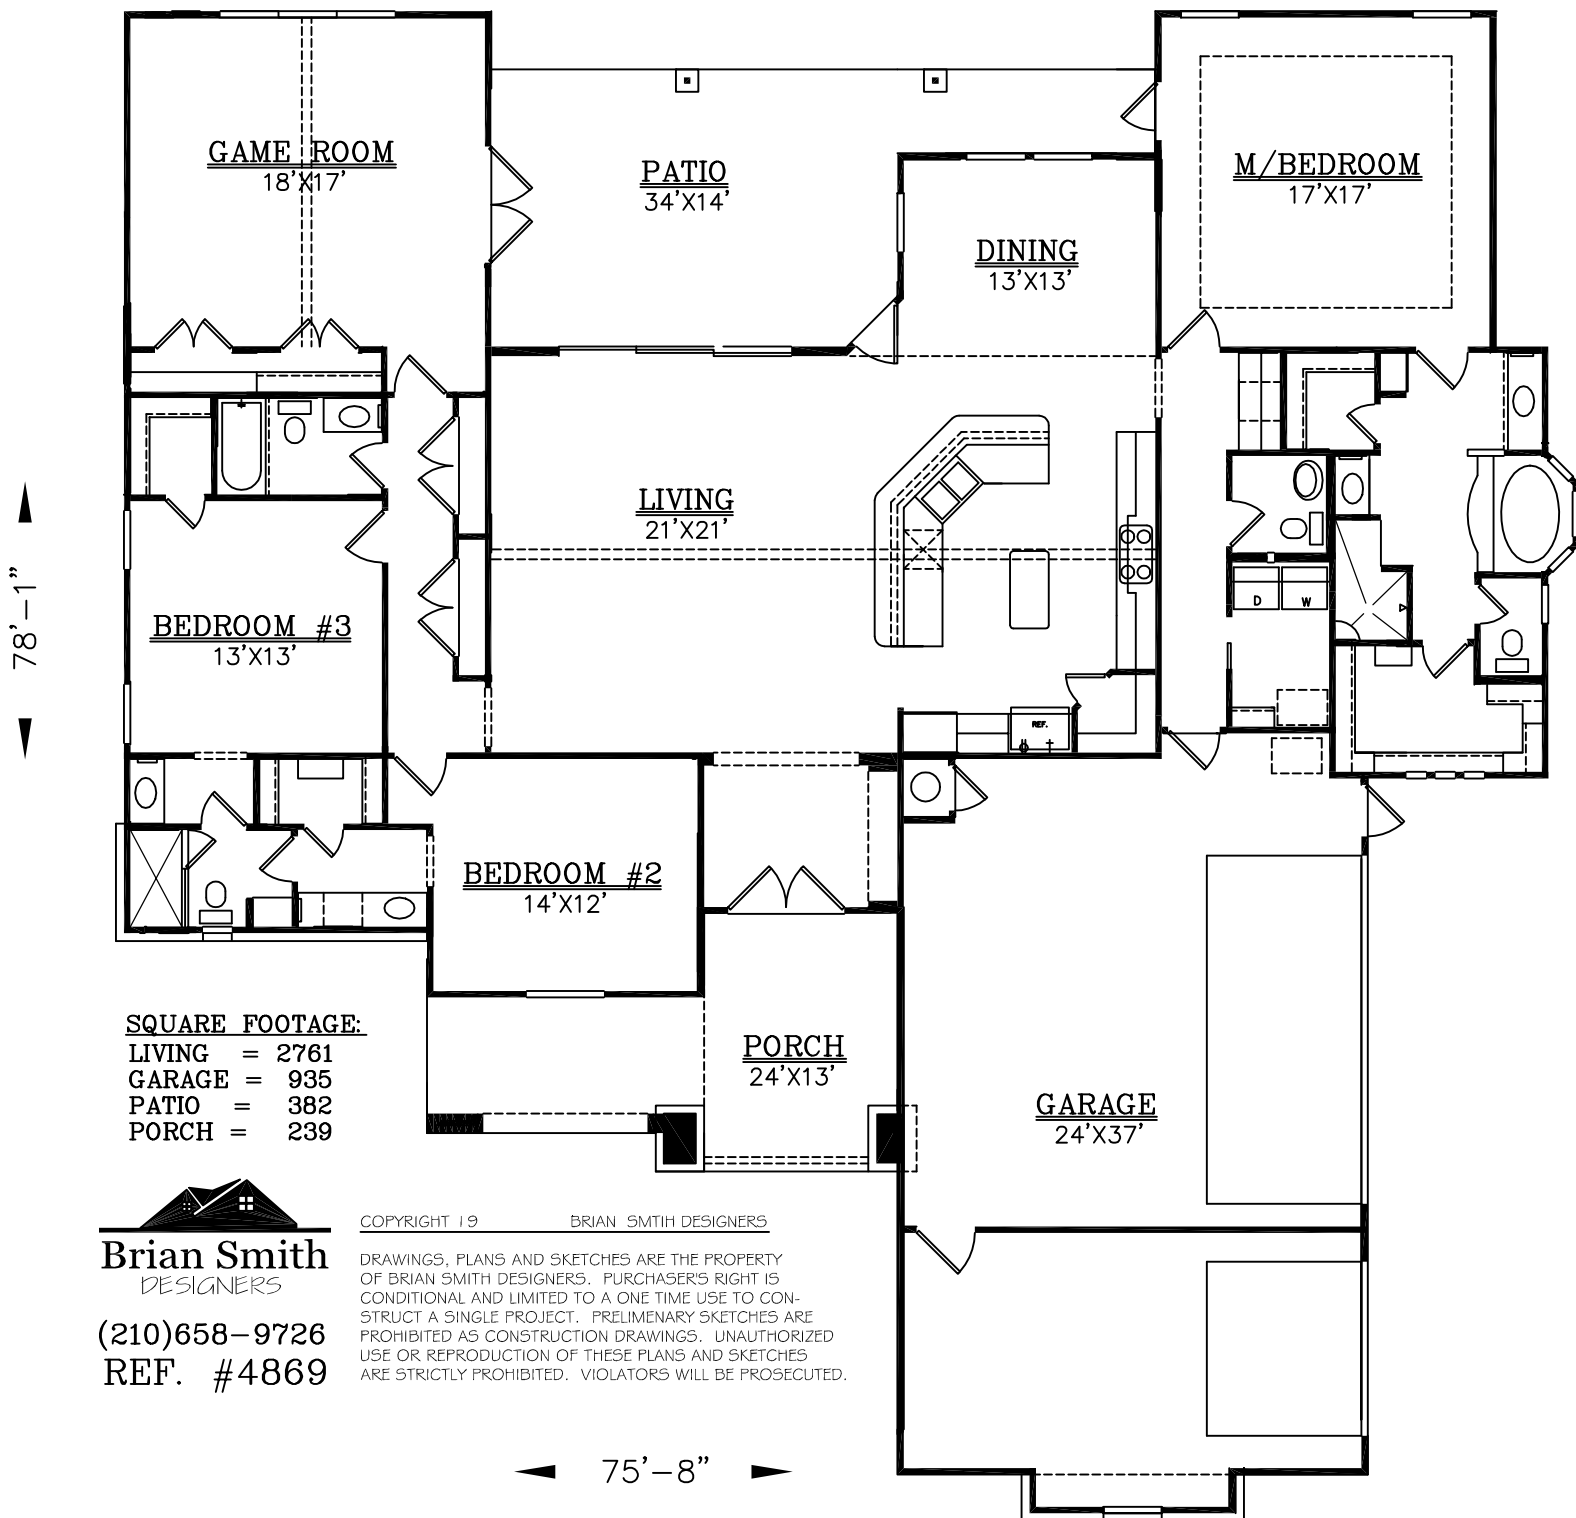 GAME ROOM
18'X17'
PATIO
34'X14'
M/BEDROOM
17'X17'
DINING
13'X13'
LIVING
21'X21'
BEDROOM #3
13'X13'
D W
REF.
78'-1"
BEDROOM #2
14'X12'
PORCH
24'X13'
GARAGE
24'X37'
SQUARE FOOTAGE:
LIVING = 2761
GARAGE = 935
PATIO = 382
PORCH = 239
Brian Smith
DESIGNERS
(210)658-9726
REF. #4869
COPYRIGHT 19 BRIAN SMTIH DESIGNERS
DRAWINGS, PLANS AND SKETCHES ARE THE PROPERTY
OF BRIAN SMITH DESIGNERS. PURCHASER'S RIGHT IS
CONDITIONAL AND LIMITED TO A ONE TIME USE TO CON-
STRUCT A SINGLE PROJECT. PRELIMENARY SKETCHES ARE
PROHIBITED AS CONSTRUCTION DRAWINGS. UNAUTHORIZED
USE OR REPRODUCTION OF THESE PLANS AND SKETCHES
ARE STRICTLY PROHIBITED. VIOLATORS WILL BE PROSECUTED.
75'-8"